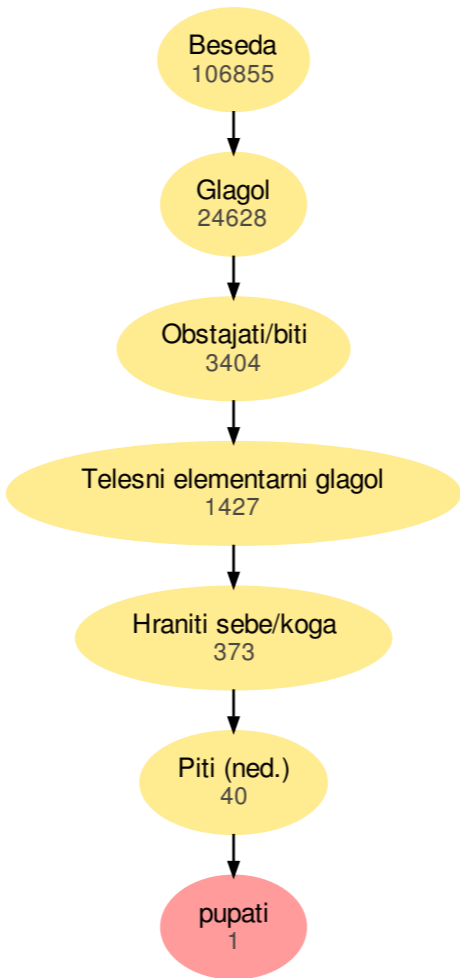 Beseda
106855
Glagol
24628
Obstajati/biti
3404
Telesni elementarni glagol
1427
Hraniti sebe/koga
373
Piti (ned.)
40
pupati
1